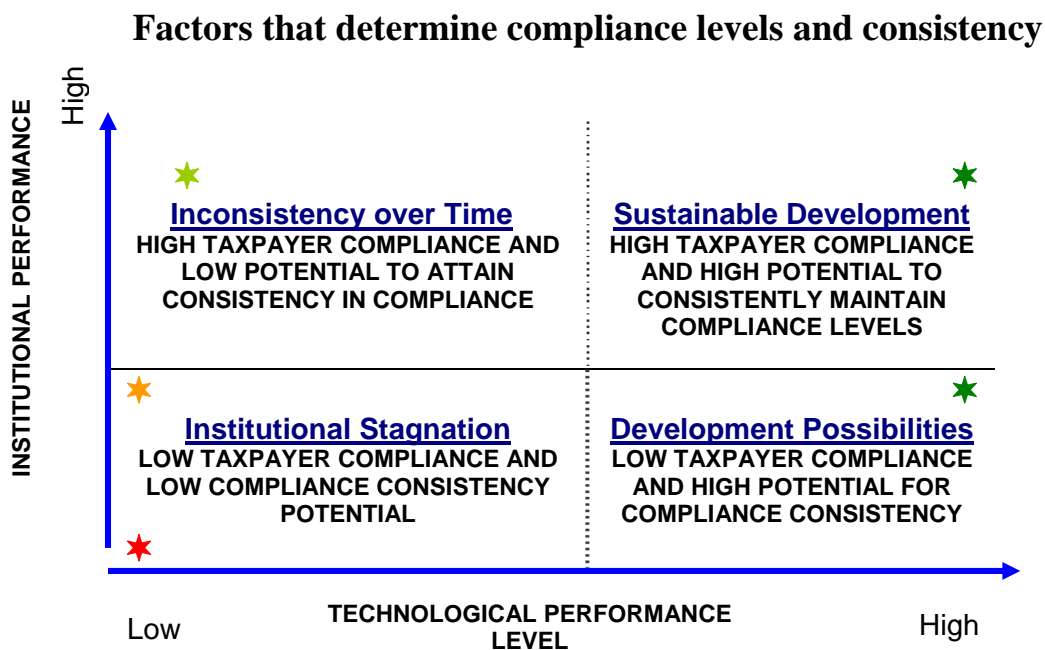 Factors that determine compliance levels and consistency
High
INSTITUTIONAL PERFORMANCE
Inconsistency over Time
HIGH TAXPAYER COMPLIANCE AND
LOW POTENTIAL TO ATTAIN
CONSISTENCY IN COMPLIANCE
Sustainable Development
HIGH TAXPAYER COMPLIANCE
AND HIGH POTENTIAL TO
CONSISTENTLY MAINTAIN
COMPLIANCE LEVELS
Institutional Stagnation
LOW TAXPAYER COMPLIANCE AND
LOW COMPLIANCE CONSISTENCY
POTENTIAL
Development Possibilities
LOW TAXPAYER COMPLIANCE
AND HIGH POTENTIAL FOR
COMPLIANCE CONSISTENCY
Low
TECHNOLOGICAL PERFORMANCE
LEVEL
High